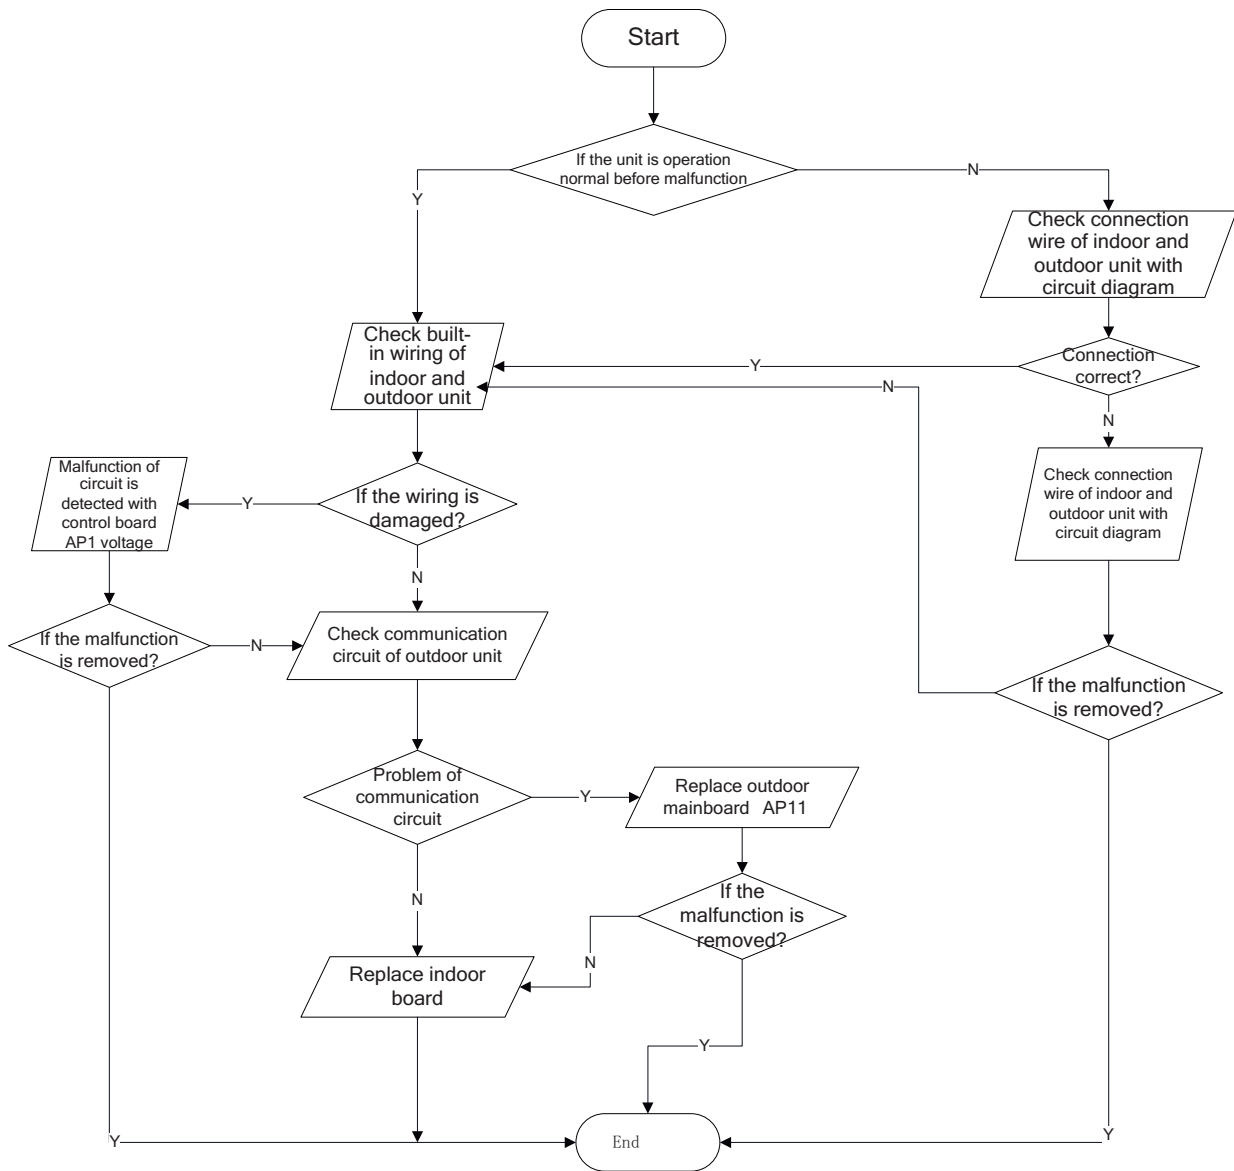 Start
If the unit is operation
normal before malfunction
N
Y
Check connection
wire of indoor and
outdoor unit with
circuit diagram
Check built-
in wiring of
indoor and
outdoor unit
Y
Connection
correct?
N
N
Malfunction of
circuit is
detected with
control board
AP1 voltage
Y
If the wiring is
damaged?
Check connection
wire of indoor and
outdoor unit with
circuit diagram
N
If the malfunction
is removed?
N
Check communication
circuit of outdoor unit
If the malfunction
is removed?
Problem of
communication
circuit
Y
Replace outdoor
mainboard AP11
N
If the
malfunction is
removed?
N
Replace indoor
board
Y
Y
End
Y